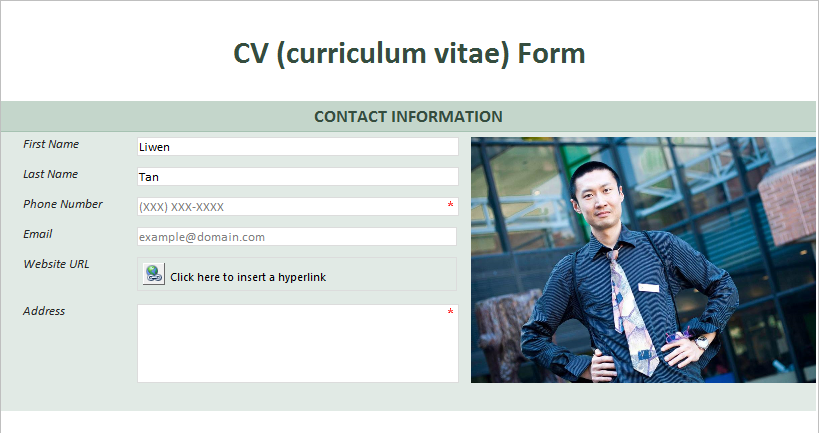 CV (curriculum vitae) Form
CONTACT INFORMATION
First Name Liwen
Last Name Tan
Phone Number (XXX) XXX-XXXX *
Email example@domain.com
Website URL Click here to insert a hyperlink
Address *